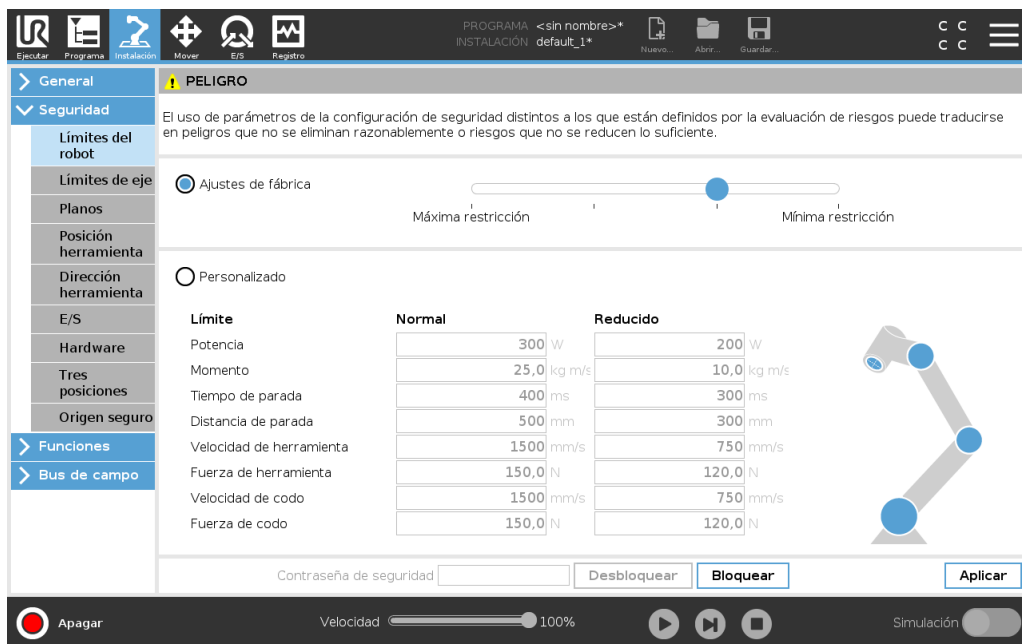 UR
Ejecutar Programa Instalación Mover E/S Registro
PROGRAMA <sin nombre>*
INSTALACIÓN default_1*
Nuevo... Abrir... Guardar...
C C
C C
General
Seguridad
Límites del
robot
Límites de eje
Planos
Posición
herramienta
Dirección
herramienta
E/S
Hardware
Tres
posiciones
Origen seguro
Funciones
Bus de campo
PELIGRO
El uso de parámetros de la configuración de seguridad distintos a los que están definidos por la evaluación de riesgos puede traducirse
en peligros que no se eliminan razonablemente o riesgos que no se reducen lo suficiente.
Ajustes de fábrica
Máxima restricción Mínima restricción
Personalizado
Límite Normal Reducido
Potencia 300 W 200 W
Momento 25,0 kg m/s 10,0 kg m/s
Tiempo de parada 400 ms 300 ms
Distancia de parada 500 mm 300 mm
Velocidad de herramienta 1500 mm/s 750 mm/s
Fuerza de herramienta 150,0 N 120,0 N
Velocidad de codo 1500 mm/s 750 mm/s
Fuerza de codo 150,0 N 120,0 N
Contraseña de seguridad Desbloquear Bloquear Aplicar
Apagar Velocidad 100% Simulación